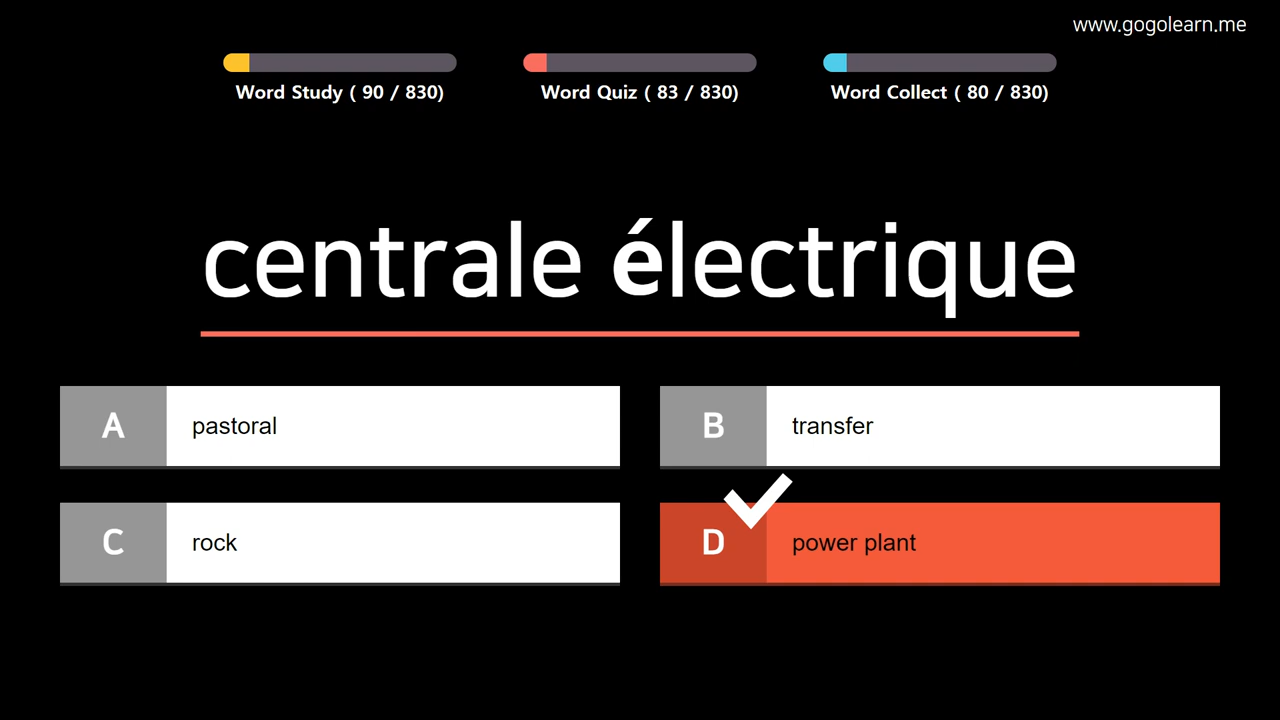 www.gogolearn.me
Word Study ( 90 / 830)
Word Quiz ( 83 / 830)
Word Collect ( 80 / 830)
centrale électrique
A pastoral
B transfer
C rock
D power plant